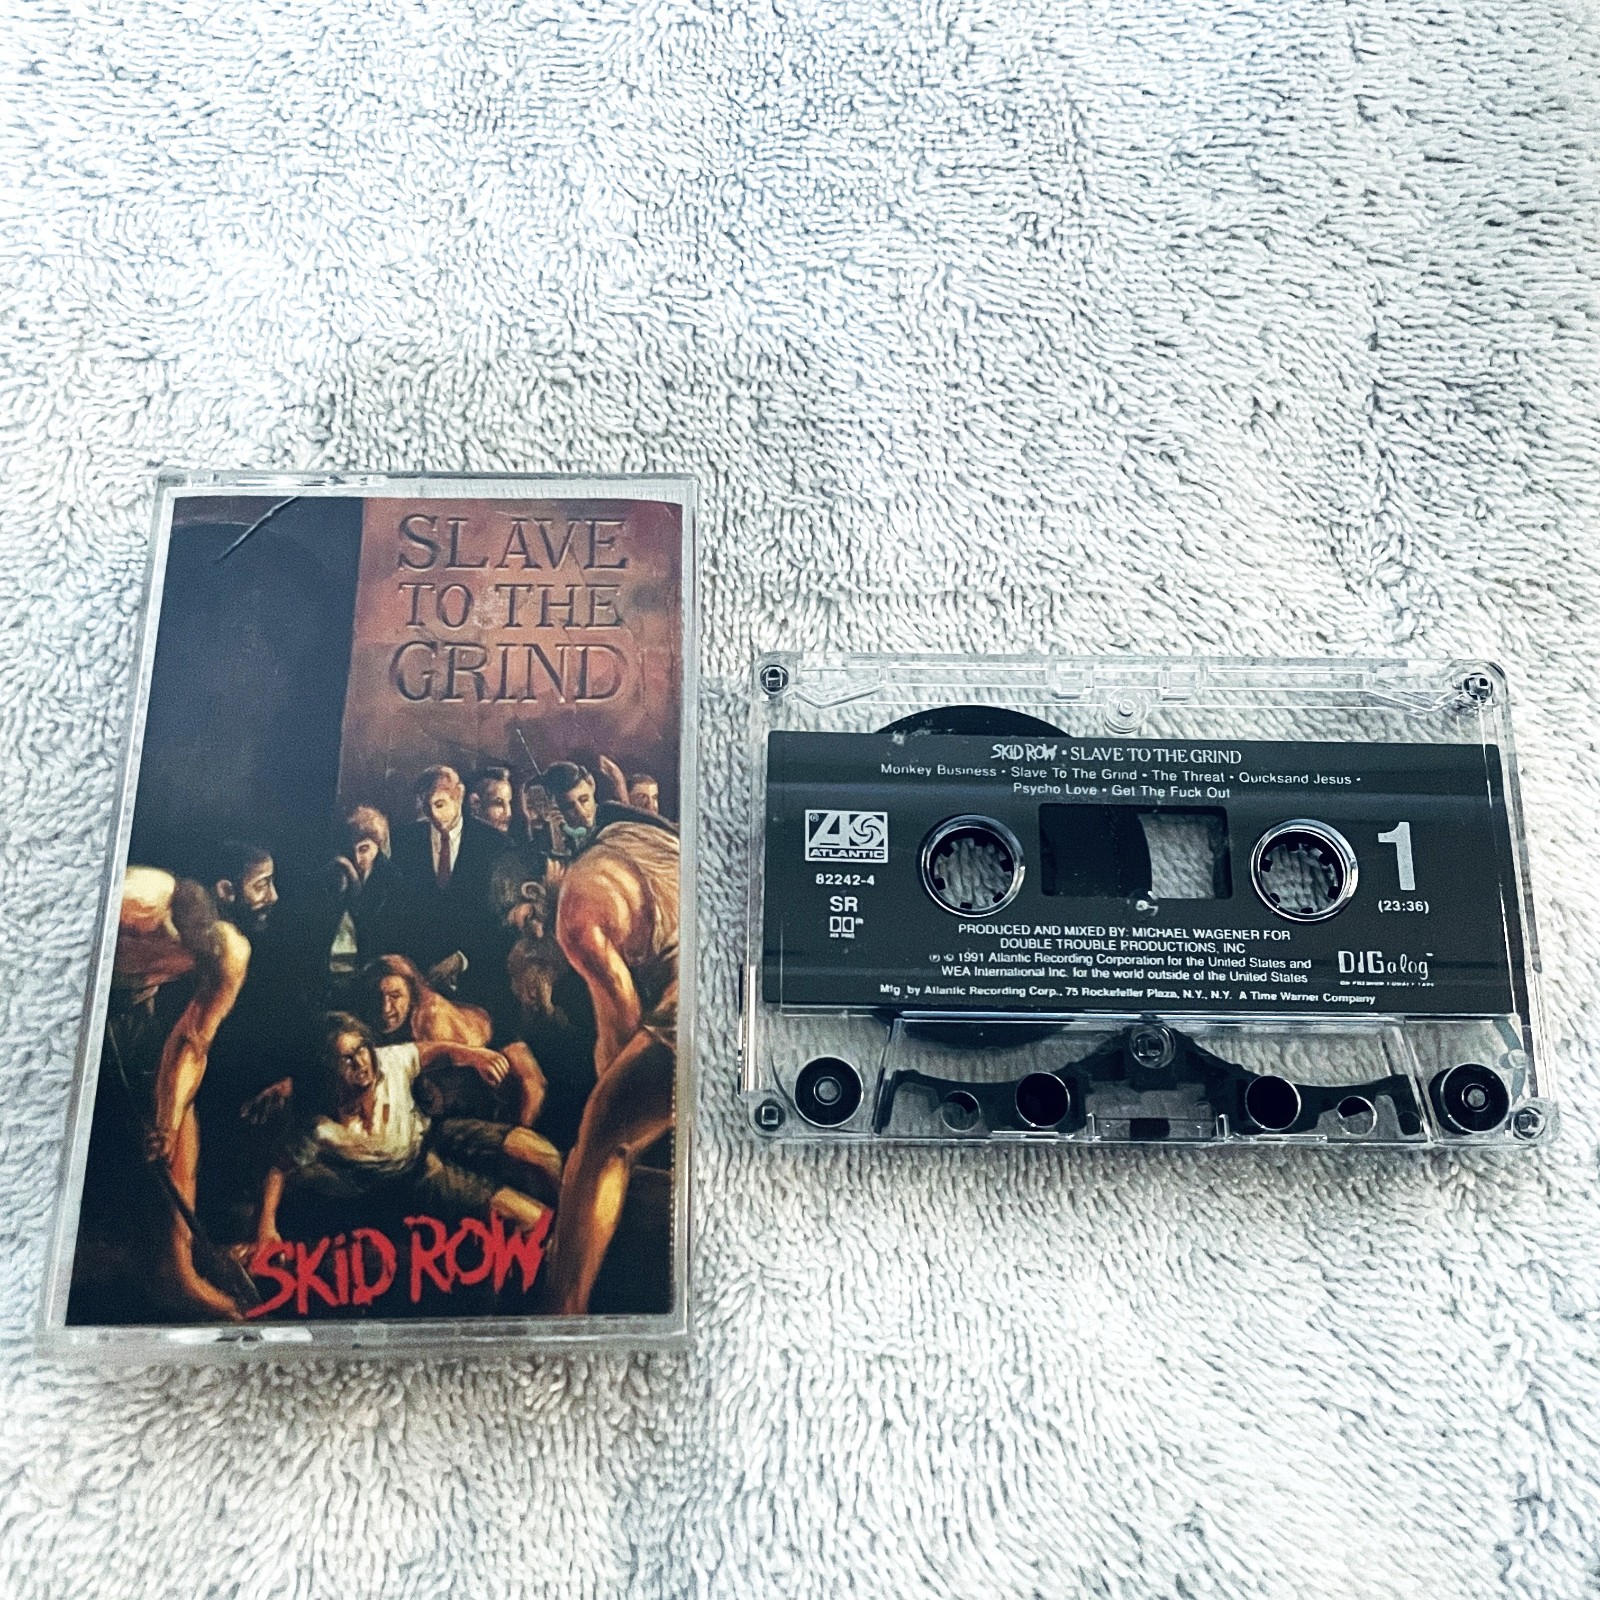 SLAVE
TO THE
GRIND
SKID ROW
SKID ROW • SLAVE TO THE GRIND
Monkey Business • Slave To The Grind • The Threat • Quicksand Jesus •
Psycho Love • Get The Fuck Out
ATLANTIC
82242-4
SR
1
(23:36)
PRODUCED AND MIXED BY: MICHAEL WAGENER FOR
DOUBLE TROUBLE PRODUCTIONS, INC
℗ © 1991 Atlantic Recording Corporation for the United States and
WEA International Inc. for the world outside of the United States
DIGalog™
Mfg. by Atlantic Recording Corp., 75 Rockefeller Plaza, N.Y., N.Y. A Time Warner Company